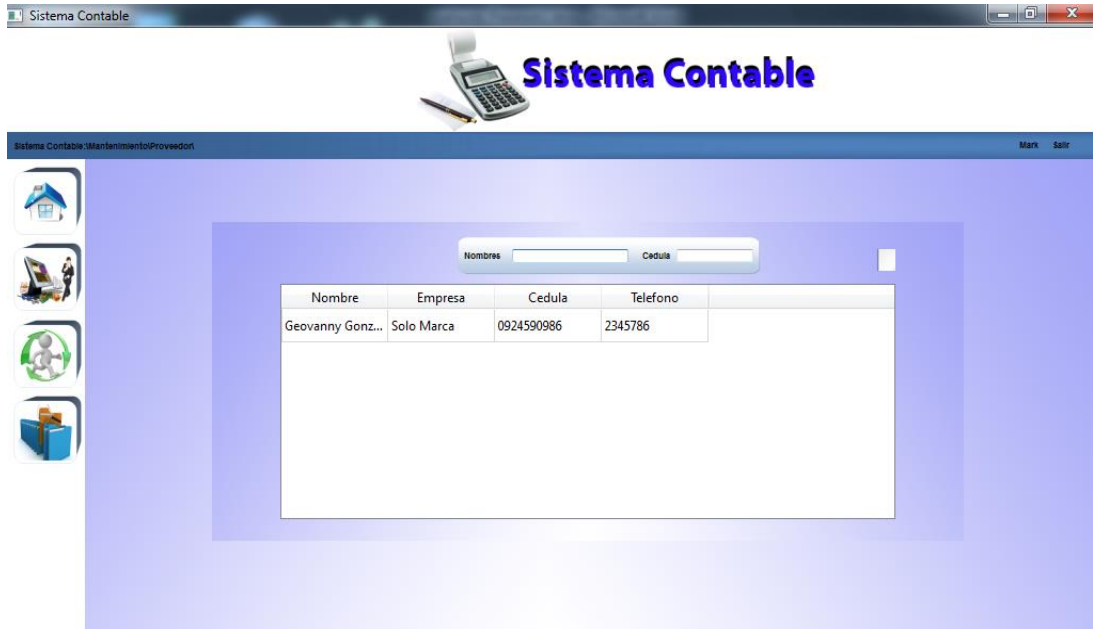 Sistema Contable
Sistema Contable
Sistema Contable:\Mantenimiento\Proveedor\ Mark Salir
Nombres Cedula
Nombre Empresa Cedula Telefono
Geovanny Gonz... Solo Marca 0924590986 2345786